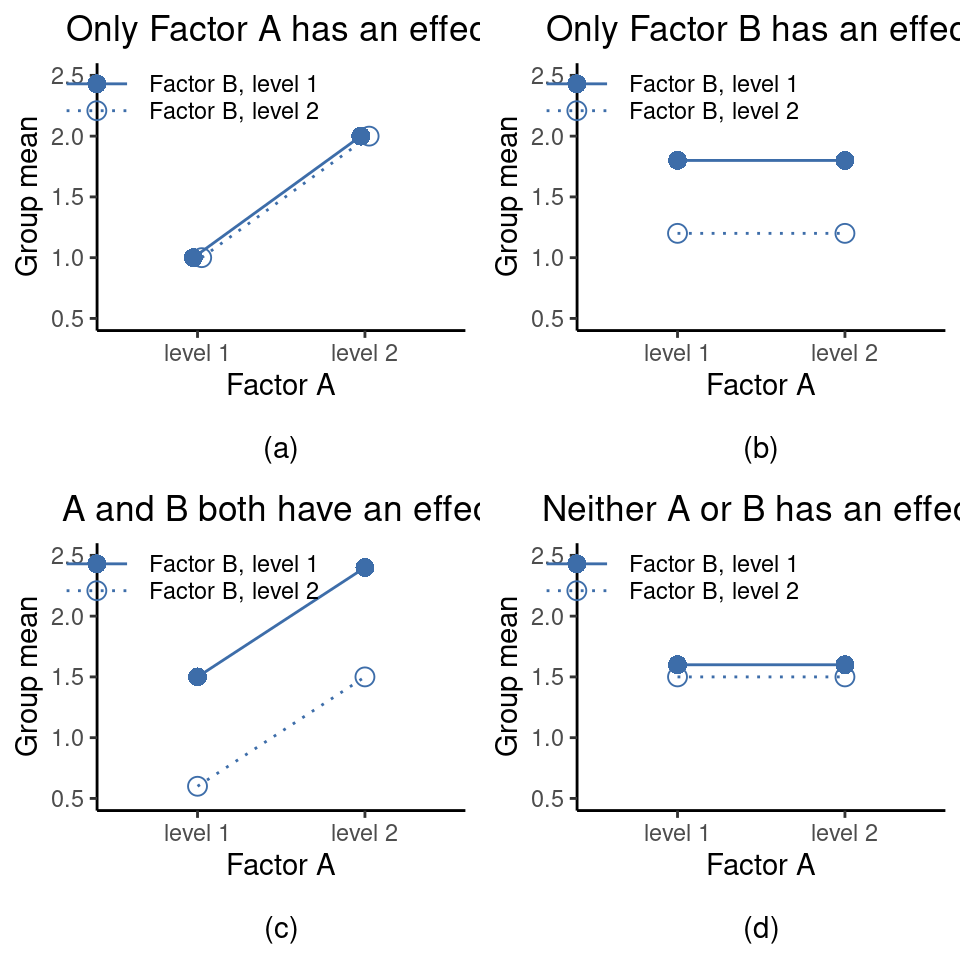 Only Factor A has an effec
2.5
Factor B, level 1
Factor B, level 2
2.0
1.5
1.0
0.5
Group mean
level 1
level 2
Factor A
(a)
Only Factor B has an effec
2.5
Factor B, level 1
Factor B, level 2
2.0
1.5
1.0
0.5
Group mean
level 1
level 2
Factor A
(b)
A and B both have an effec
2.5
Factor B, level 1
Factor B, level 2
2.0
1.5
1.0
0.5
Group mean
level 1
level 2
Factor A
(c)
Neither A or B has an effec
2.5
Factor B, level 1
Factor B, level 2
2.0
1.5
1.0
0.5
Group mean
level 1
level 2
Factor A
(d)